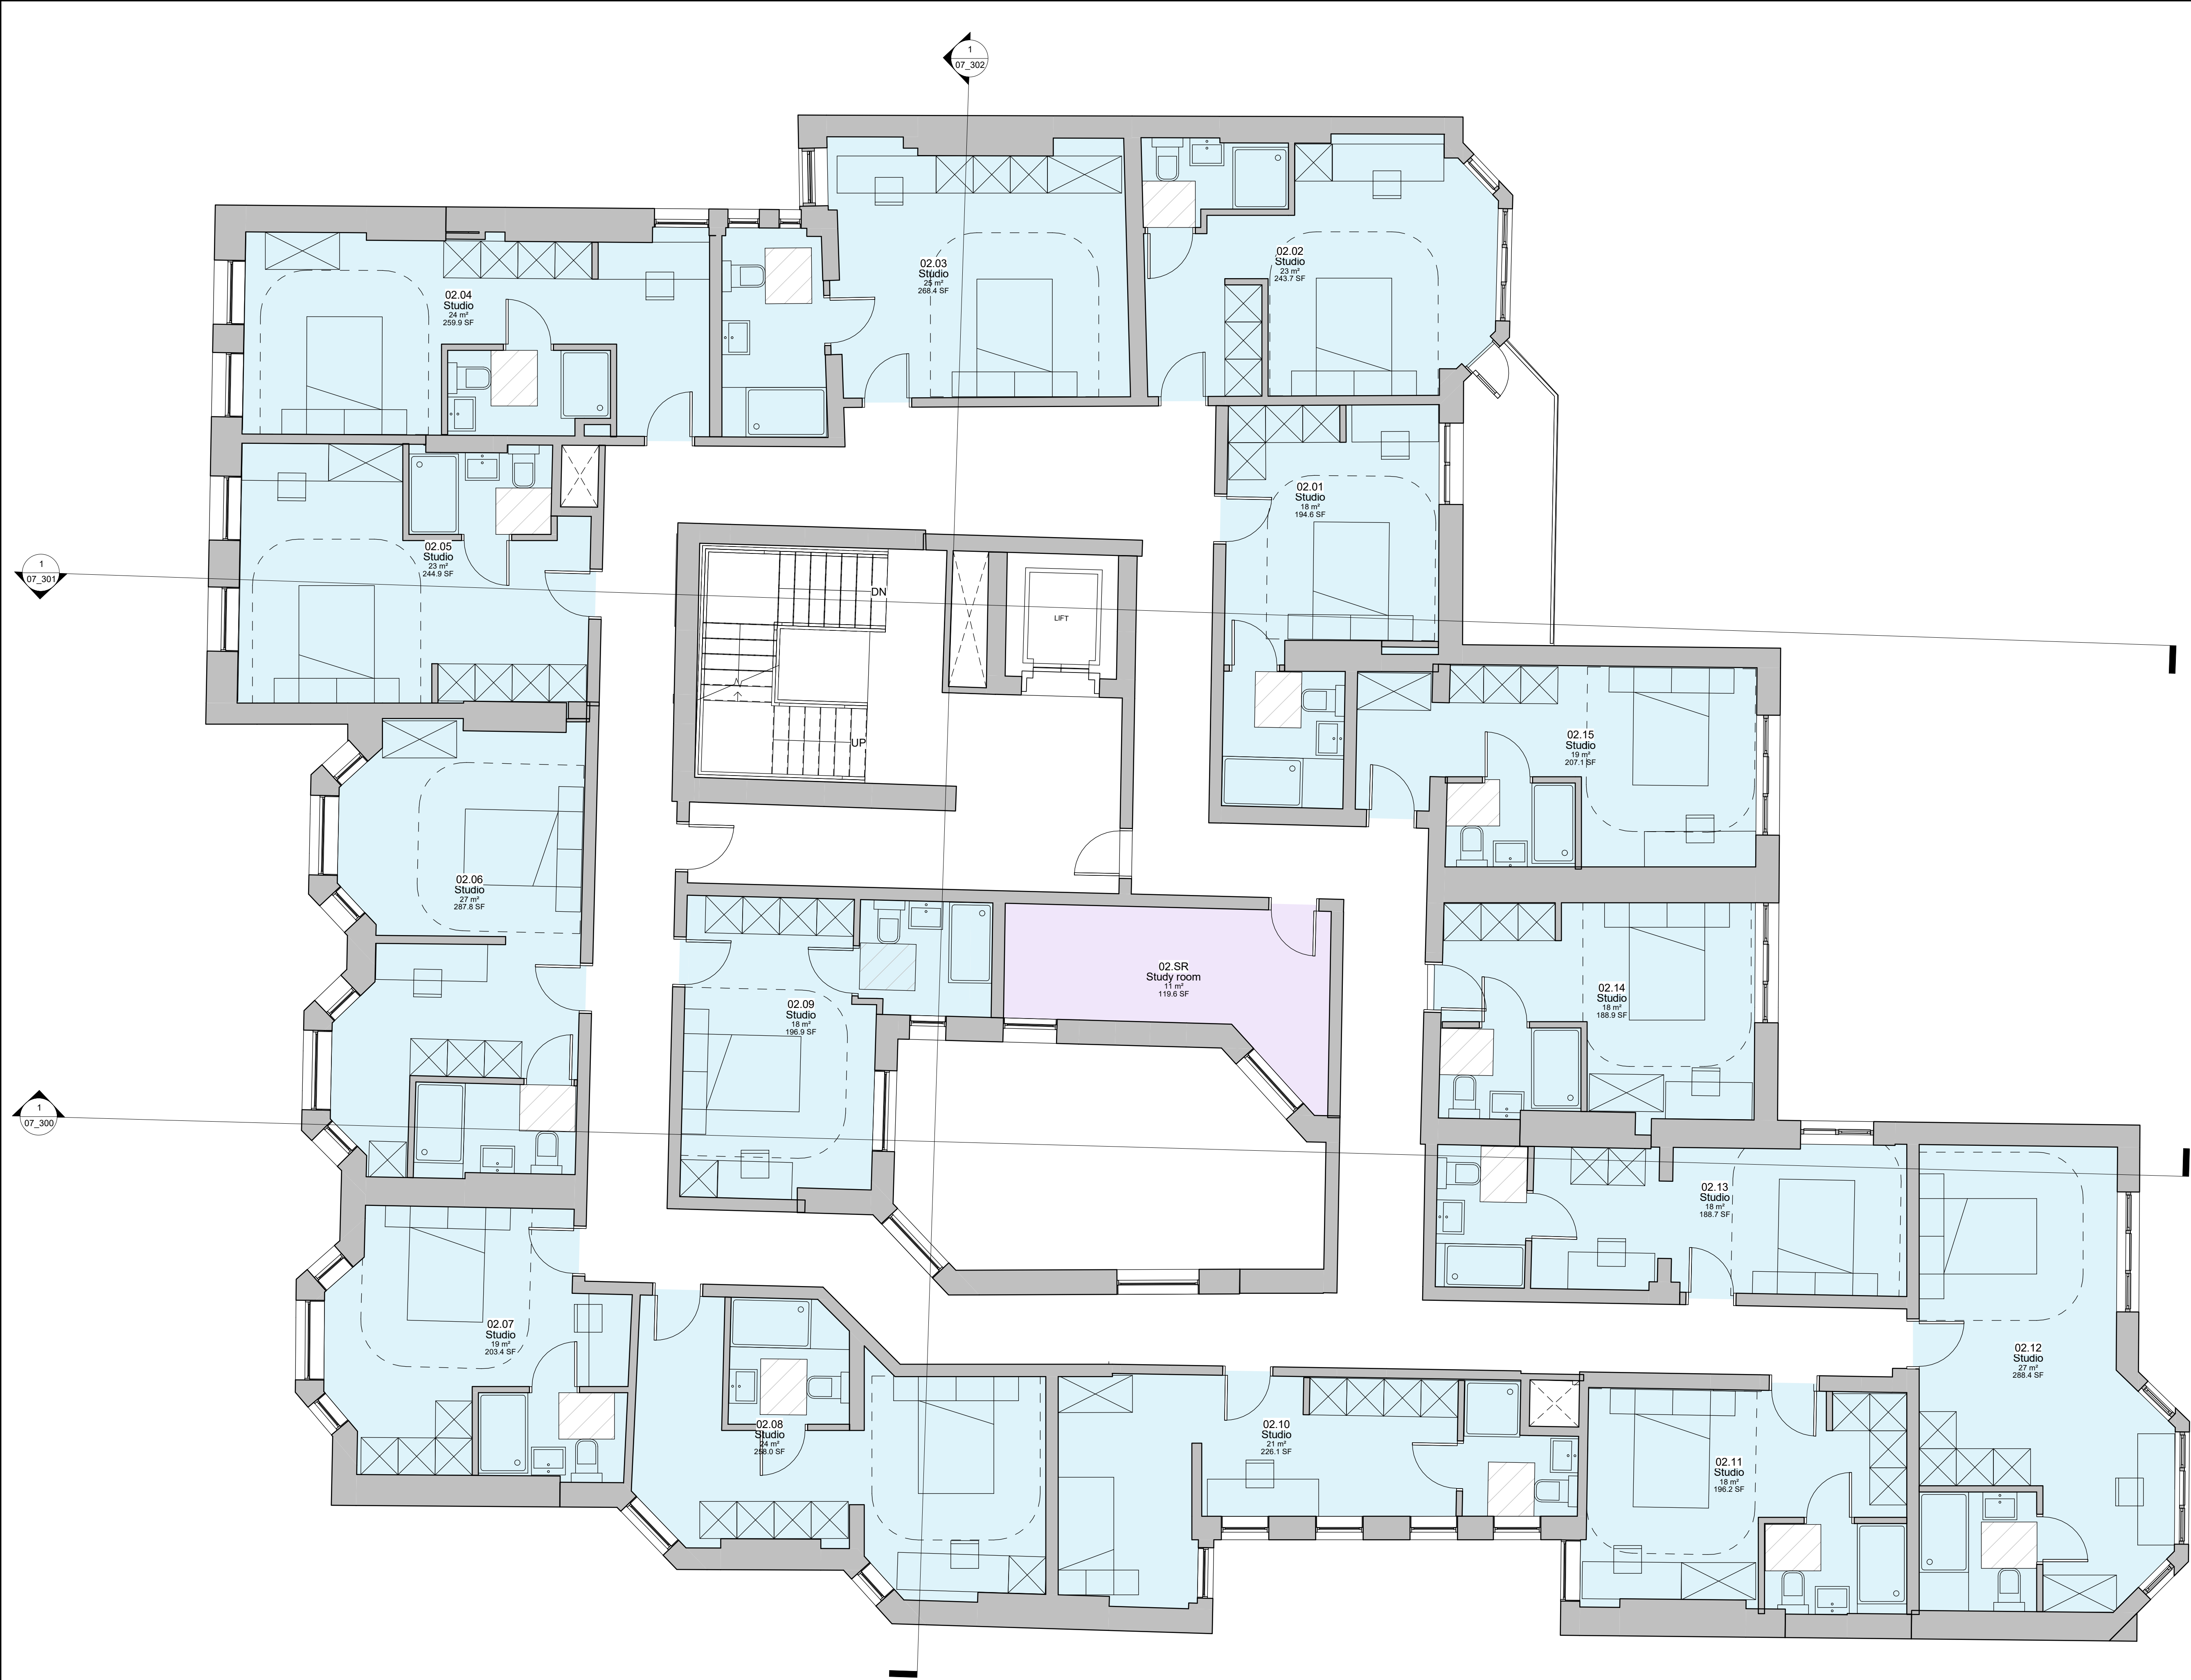 1
07_302
02.02
Studio
23 m²
243.7 SF
02.03
Studio
25 m²
268.4 SF
02.04
Studio
24 m²
259.9 SF
02.01
Studio
18 m²
194.6 SF
02.05
Studio
23 m²
244.9 SF
1
07_301
DN
LIFT
UP
02.15
Studio
19 m²
207.1 SF
02.06
Studio
27 m²
287.8 SF
02.SR
Study room
11 m²
119.6 SF
02.14
Studio
18 m²
188.9 SF
02.09
Studio
18 m²
196.9 SF
1
07_300
02.13
Studio
18 m²
188.7 SF
02.07
Studio
19 m²
203.4 SF
02.12
Studio
27 m²
288.4 SF
02.08
Studio
24 m²
258.0 SF
02.10
Studio
21 m²
226.1 SF
02.11
Studio
18 m²
196.2 SF